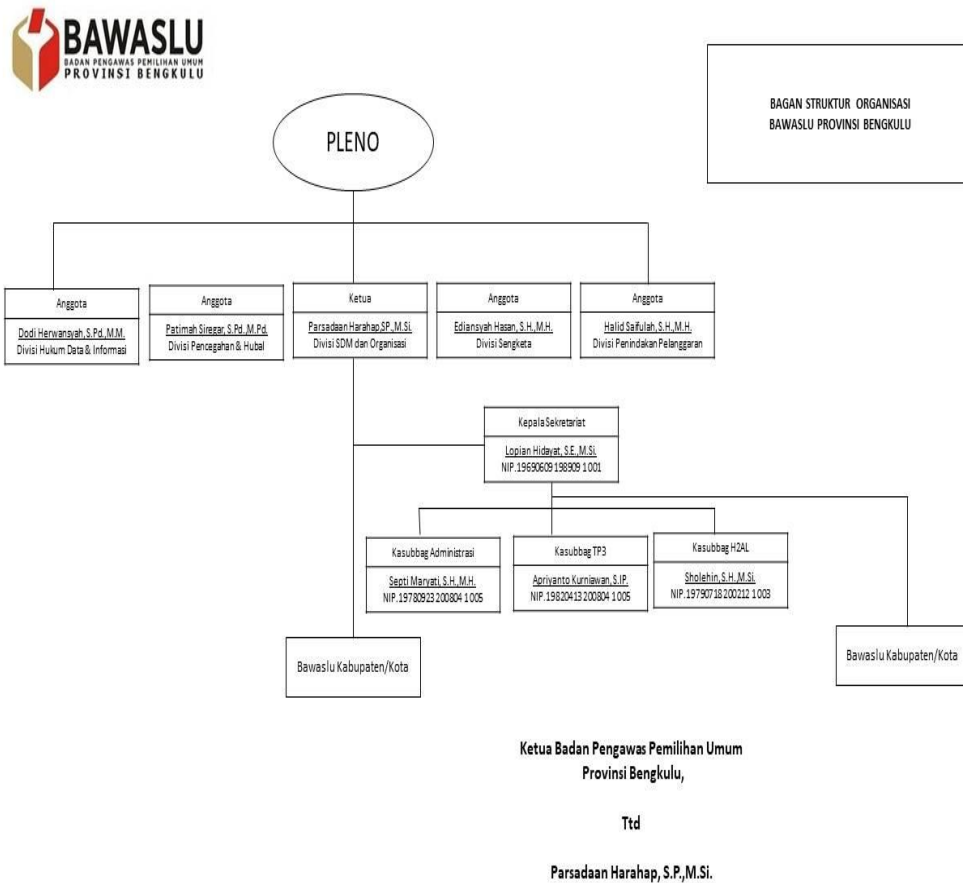 BAWASLU
BADAN PENGAWAS PEMILIHAN UMUM
PROVINSI BENGKULU
BAGAN STRUKTUR ORGANISASI
BAWASLU PROVINSI BENGKULU
PLENO
Anggota
Dodi Herwansyah, S.Pd., M.M.
Divisi Hukum Data & Informasi
Anggota
Patimah Siregar, S.Pd., M.Pd.
Divisi Pencegahan & Hubal
Ketua
Parsadaan Harahap,SP.,M.Si.
Divisi SDM dan Organisasi
Anggota
Ediansyah Hasan, S.H., M.H.
Divisi Sengketa
Anggota
Halid Saifulah, S.H., M.H.
Divisi Penindakan Pelanggaran
Kepala Sekretariat
Lopian Hidayat, S.E., M.Si.
NIP. 19690609 198909 1 001
Kasubbag Administrasi
Septi Maryati, S.H., M.H.
NIP. 19780923 200804 1 005
Kasubbag TP3
Apriyanto Kurniawan, S.IP.
NIP. 19820413 200804 1 005
Kasubbag H2AL
Sholehin, S.H., M.Si.
NIP. 19790718 200212 1 003
Bawaslu Kabupaten/Kota
Bawaslu Kabupaten/Kota
Ketua Badan Pengawas Pemilihan Umum
Provinsi Bengkulu,
Ttd
Parsadaan Harahap, S.P.,M.Si.